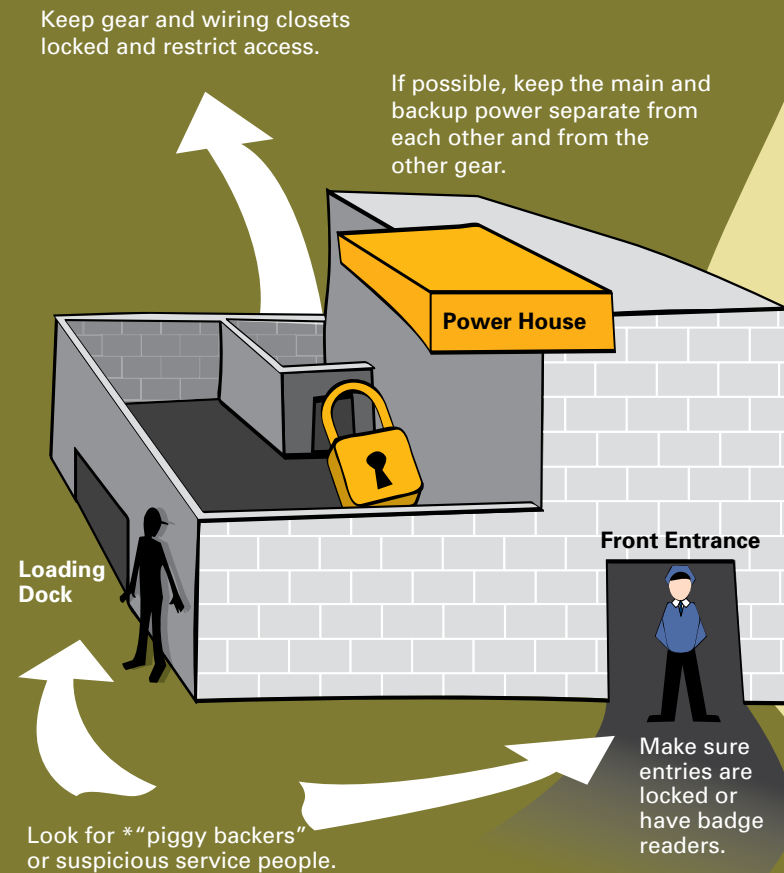 Keep gear and wiring closets
locked and restrict access.
If possible, keep the main and
backup power separate from
each other and from the
other gear.
Power House
Front Entrance
Loading
Dock
Make sure
entries are
locked or
have badge
readers.
Look for *“piggy backers”
or suspicious service people.